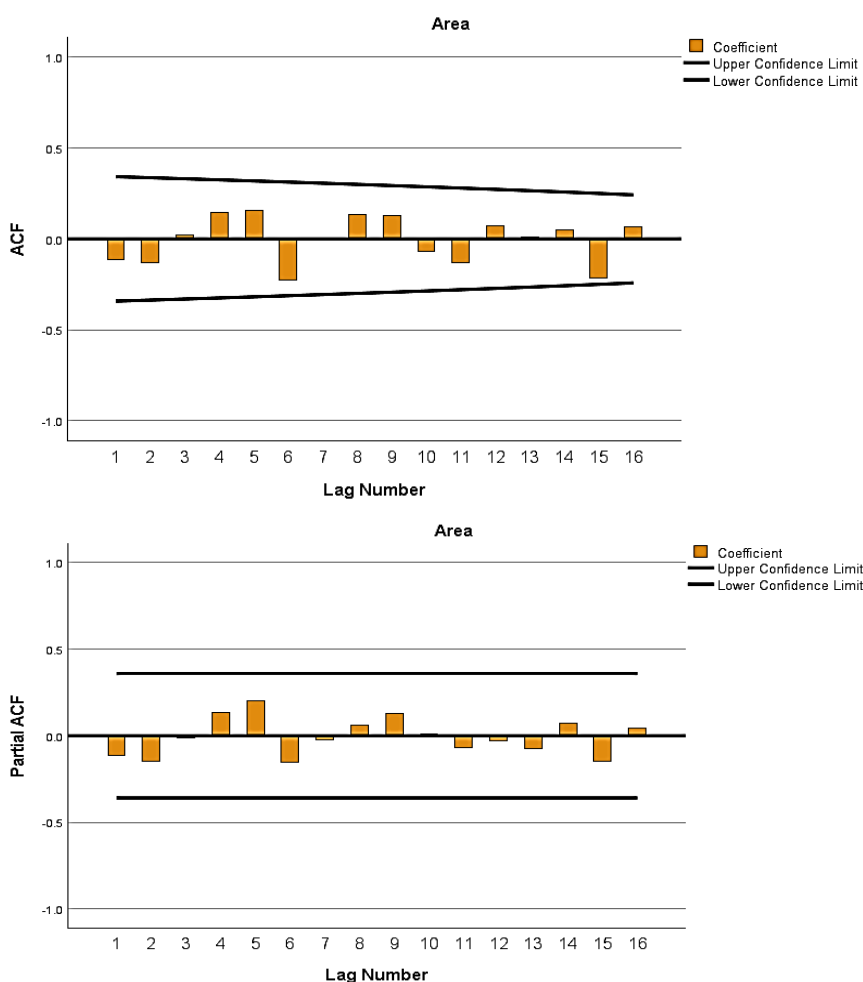 Area
Coefficient
Upper Confidence Limit
Lower Confidence Limit
1.0
0.5
0.0
-0.5
-1.0
ACF
1 2 3 4 5 6 7 8 9 10 11 12 13 14 15 16
Lag Number
Area
Coefficient
Upper Confidence Limit
Lower Confidence Limit
1.0
0.5
0.0
-0.5
-1.0
Partial ACF
1 2 3 4 5 6 7 8 9 10 11 12 13 14 15 16
Lag Number